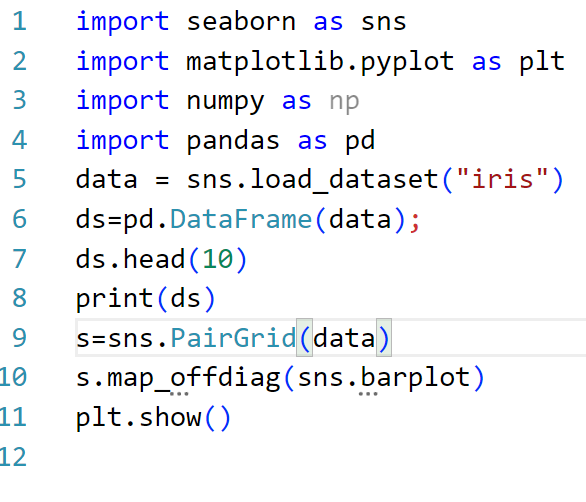 1 import seaborn as sns
2 import matplotlib.pyplot as plt
3 import numpy as np
4 import pandas as pd
5 data = sns.load_dataset("iris")
6 ds=pd.DataFrame(data);
7 ds.head(10)
8 print(ds)
9 s=sns.PairGrid(data)
10 s.map_offdiag(sns.barplot)
11 plt.show()
12